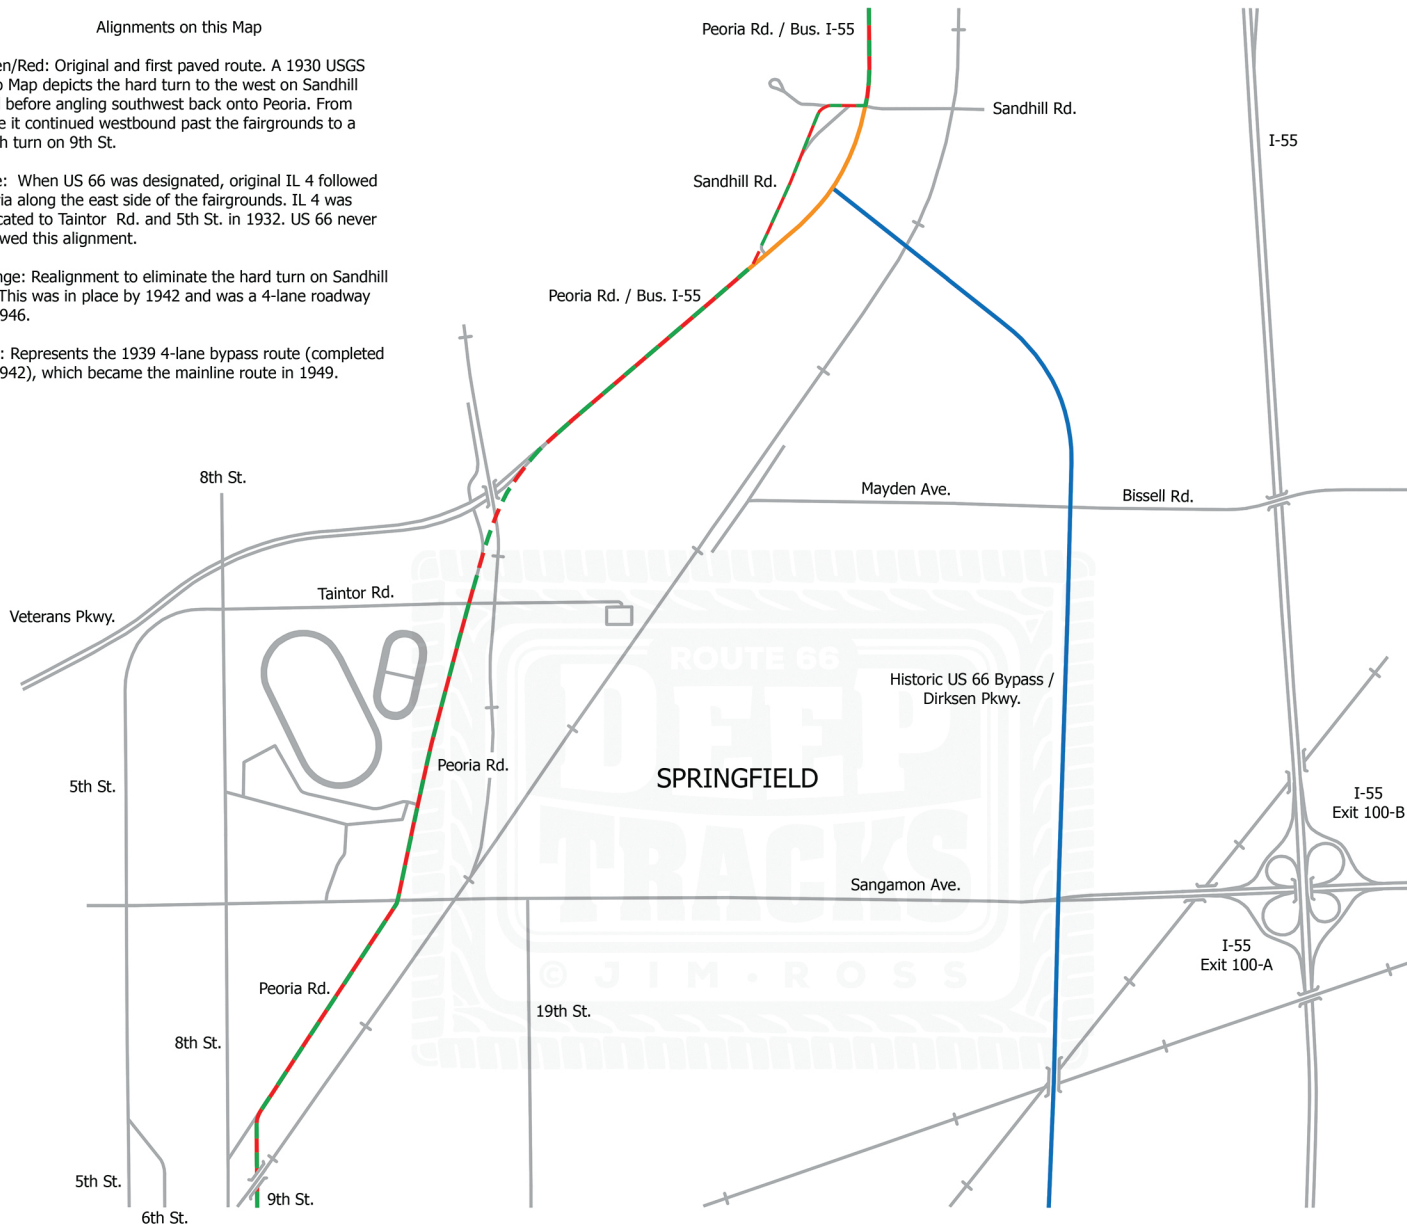 Alignments on this Map
en/Red: Original and first paved route. A 1930 USGS
o Map depicts the hard turn to the west on Sandhill
before angling southwest back onto Peoria. From
e it continued westbound past the fairgrounds to a
h turn on 9th St.
e: When US 66 was designated, original IL 4 followed
ia along the east side of the fairgrounds. IL 4 was
cated to Taintor Rd. and 5th St. in 1932. US 66 never
wed this alignment.
nge: Realignment to eliminate the hard turn on Sandhill
This was in place by 1942 and was a 4-lane roadway
946.
: Represents the 1939 4-lane bypass route (completed
942), which became the mainline route in 1949.
Peoria Rd. / Bus. I-55
Sandhill Rd.
I-55
Sandhill Rd.
Peoria Rd. / Bus. I-55
8th St.
Mayden Ave.
Bissell Rd.
Taintor Rd.
Veterans Pkwy.
ROUTE 66
DEEP
TRACKS
© JIM · ROSS
Historic US 66 Bypass /
Dirksen Pkwy.
Peoria Rd.
SPRINGFIELD
5th St.
I-55
Exit 100-B
Sangamon Ave.
I-55
Exit 100-A
Peoria Rd.
19th St.
8th St.
5th St.
9th St.
6th St.